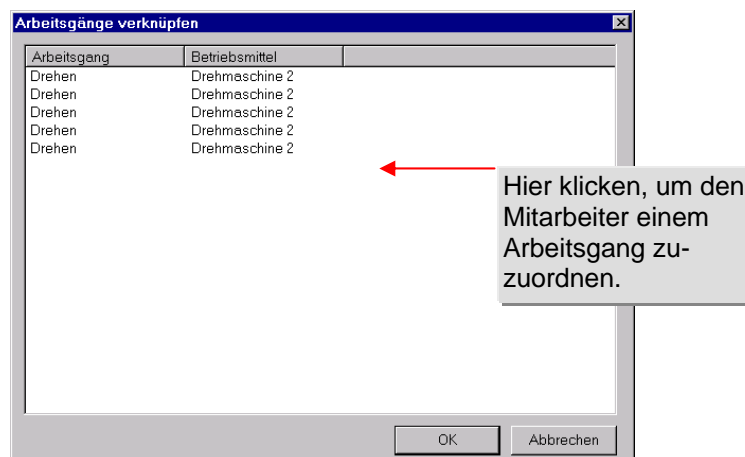 Arbeitsgänge verknüpfen
Arbeitsgang Betriebsmittel
Drehen Drehmaschine 2
Drehen Drehmaschine 2
Drehen Drehmaschine 2
Drehen Drehmaschine 2
Drehen Drehmaschine 2
Hier klicken, um den
Mitarbeiter einem
Arbeitsgang zu-
zuordnen.
OK Abbrechen